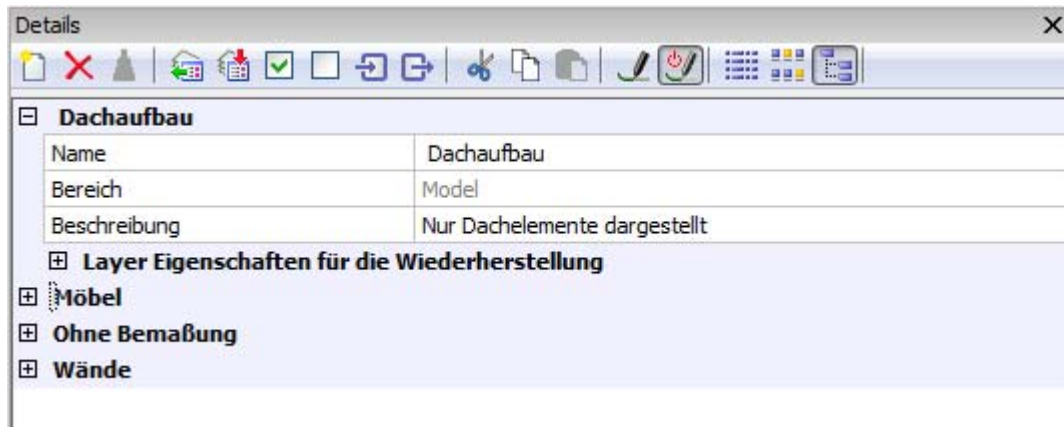 Details
Dachaufbau
Name Dachaufbau
Bereich Model
Beschreibung Nur Dachelemente dargestellt
Layer Eigenschaften für die Wiederherstellung
Möbel
Ohne Bemaßung
Wände